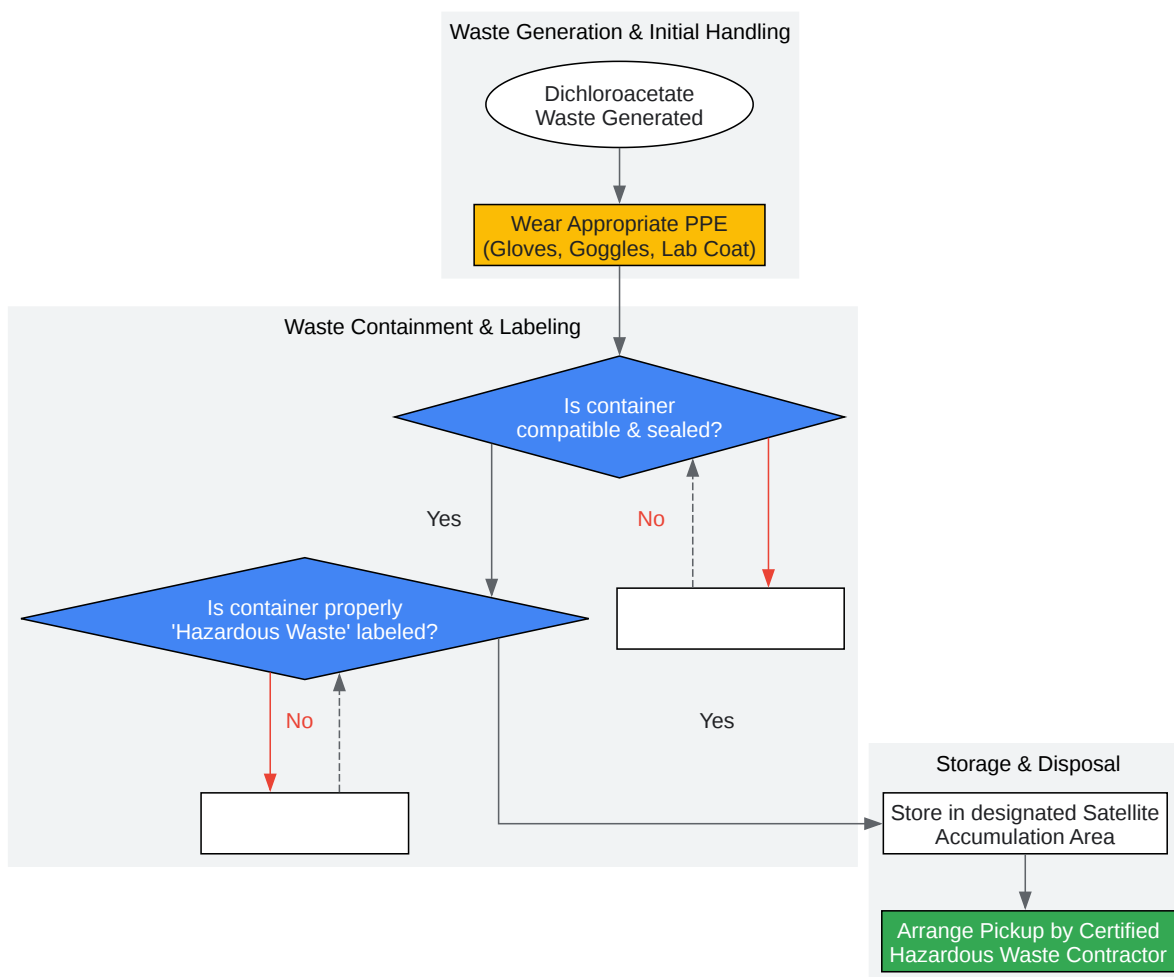 Waste Generation & Initial Handling
Dichloroacetate
Waste Generated
Wear Appropriate PPE
(Gloves, Goggles, Lab Coat)
Waste Containment & Labeling
Is container
compatible & sealed?
Yes
No
Is container properly
'Hazardous Waste' labeled?
No
Yes
Storage & Disposal
Store in designated Satellite
Accumulation Area
Arrange Pickup by Certified
Hazardous Waste Contractor